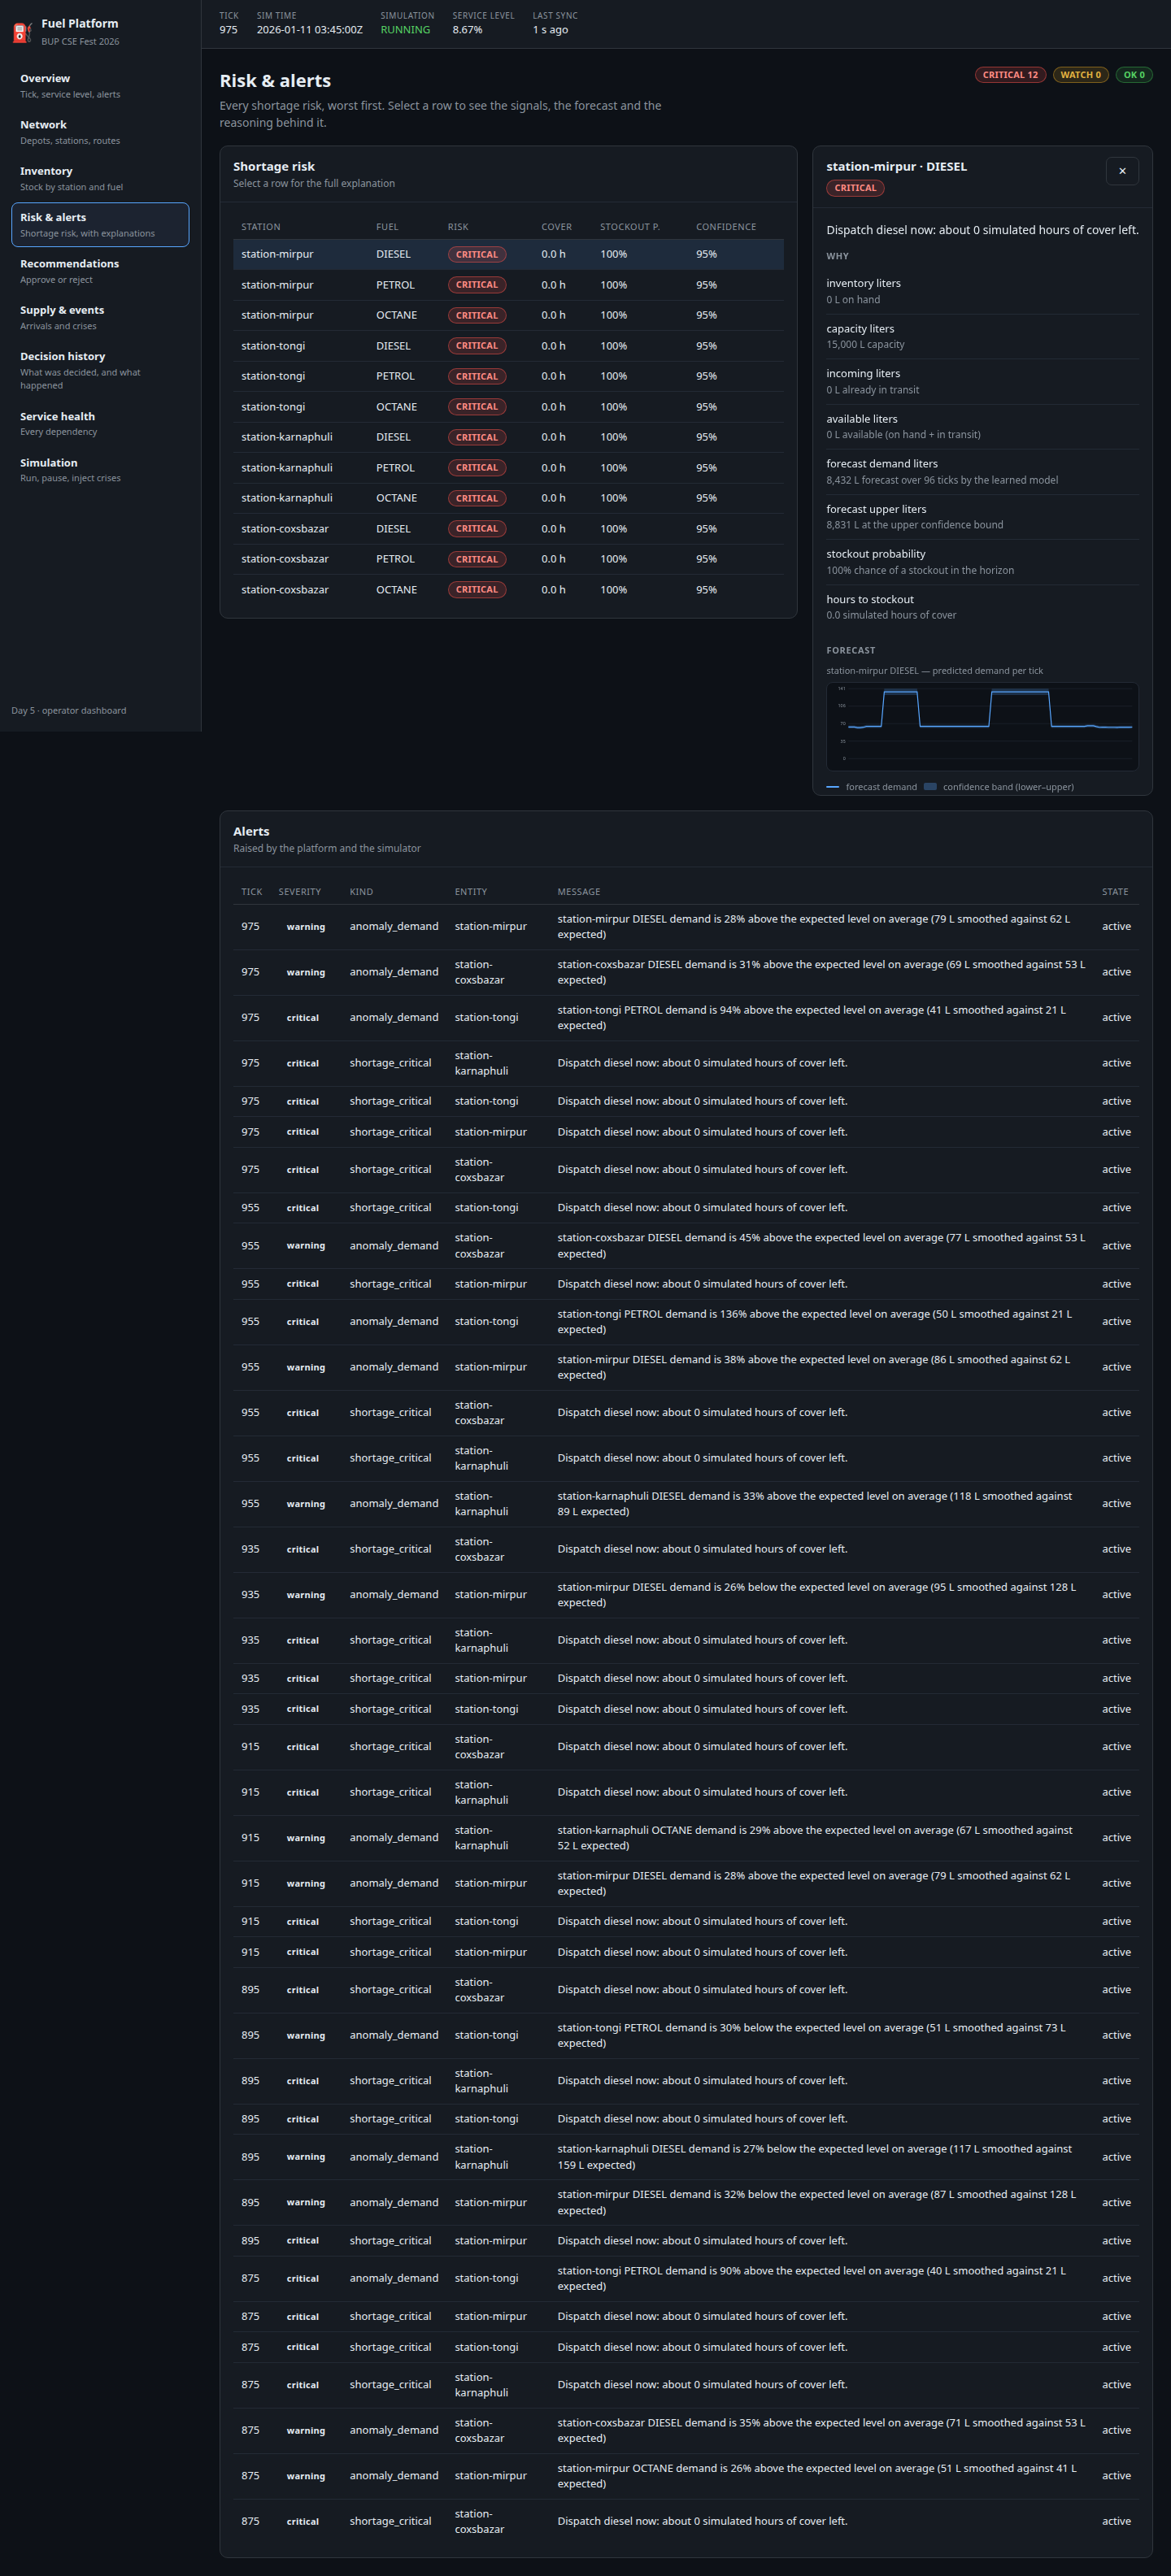 Fuel Platform
BUP CSE Fest 2026
Overview
Tick, service level, alerts
Network
Depots, stations, routes
Inventory
Stock by station and fuel
Risk & alerts
Shortage risk, with explanations
Recommendations
Approve or reject
Supply & events
Arrivals and crises
Decision history
What was decided, and what
happened
Service health
Every dependency
Simulation
Run, pause, inject crises
Day 5 · operator dashboard
TICK SIM TIME SIMULATION SERVICE LEVEL LAST SYNC
975 2026-01-11 03:45:00Z RUNNING 8.67% 1 s ago
Risk & alerts
CRITICAL 12 WATCH 0 OK 0
Every shortage risk, worst first. Select a row to see the signals, the forecast and the
reasoning behind it.
Shortage risk
Select a row for the full explanation
STATION FUEL RISK COVER STOCKOUT P. CONFIDENCE
station-mirpur DIESEL CRITICAL 0.0 h 100% 95%
station-mirpur PETROL CRITICAL 0.0 h 100% 95%
station-mirpur OCTANE CRITICAL 0.0 h 100% 95%
station-tongi DIESEL CRITICAL 0.0 h 100% 95%
station-tongi PETROL CRITICAL 0.0 h 100% 95%
station-tongi OCTANE CRITICAL 0.0 h 100% 95%
station-karnaphuli DIESEL CRITICAL 0.0 h 100% 95%
station-karnaphuli PETROL CRITICAL 0.0 h 100% 95%
station-karnaphuli OCTANE CRITICAL 0.0 h 100% 95%
station-coxsbazar DIESEL CRITICAL 0.0 h 100% 95%
station-coxsbazar PETROL CRITICAL 0.0 h 100% 95%
station-coxsbazar OCTANE CRITICAL 0.0 h 100% 95%
station-mirpur · DIESEL
CRITICAL
✕
Dispatch diesel now: about 0 simulated hours of cover left.
WHY
inventory liters
0 L on hand
capacity liters
15,000 L capacity
incoming liters
0 L already in transit
available liters
0 L available (on hand + in transit)
forecast demand liters
8,432 L forecast over 96 ticks by the learned model
forecast upper liters
8,831 L at the upper confidence bound
stockout probability
100% chance of a stockout in the horizon
hours to stockout
0.0 simulated hours of cover
FORECAST
station-mirpur DIESEL — predicted demand per tick
141
106
70
35
0
forecast demand confidence band (lower–upper)
Alerts
Raised by the platform and the simulator
TICK SEVERITY KIND ENTITY MESSAGE STATE
975 warning anomaly_demand station-mirpur station-mirpur DIESEL demand is 28% above the expected level on average (79 L smoothed against 62 L
expected) active
975 warning anomaly_demand station-
coxsbazar station-coxsbazar DIESEL demand is 31% above the expected level on average (69 L smoothed against 53 L
expected) active
975 critical anomaly_demand station-tongi station-tongi PETROL demand is 94% above the expected level on average (41 L smoothed against 21 L
expected) active
975 critical shortage_critical station-
karnaphuli Dispatch diesel now: about 0 simulated hours of cover left. active
975 critical shortage_critical station-tongi Dispatch diesel now: about 0 simulated hours of cover left. active
975 critical shortage_critical station-mirpur Dispatch diesel now: about 0 simulated hours of cover left. active
975 critical shortage_critical station-
coxsbazar Dispatch diesel now: about 0 simulated hours of cover left. active
955 critical shortage_critical station-tongi Dispatch diesel now: about 0 simulated hours of cover left. active
955 warning anomaly_demand station-
coxsbazar station-coxsbazar DIESEL demand is 45% above the expected level on average (77 L smoothed against 53 L
expected) active
955 critical shortage_critical station-mirpur Dispatch diesel now: about 0 simulated hours of cover left. active
955 critical anomaly_demand station-tongi station-tongi PETROL demand is 136% above the expected level on average (50 L smoothed against 21 L
expected) active
955 warning anomaly_demand station-mirpur station-mirpur DIESEL demand is 38% above the expected level on average (86 L smoothed against 62 L
expected) active
955 critical shortage_critical station-
coxsbazar Dispatch diesel now: about 0 simulated hours of cover left. active
955 critical shortage_critical station-
karnaphuli Dispatch diesel now: about 0 simulated hours of cover left. active
955 warning anomaly_demand station-
karnaphuli station-karnaphuli DIESEL demand is 33% above the expected level on average (118 L smoothed against
89 L expected) active
935 critical shortage_critical station-
coxsbazar Dispatch diesel now: about 0 simulated hours of cover left. active
935 warning anomaly_demand station-mirpur station-mirpur DIESEL demand is 26% below the expected level on average (95 L smoothed against 128 L
expected) active
935 critical shortage_critical station-
karnaphuli Dispatch diesel now: about 0 simulated hours of cover left. active
935 critical shortage_critical station-mirpur Dispatch diesel now: about 0 simulated hours of cover left. active
935 critical shortage_critical station-tongi Dispatch diesel now: about 0 simulated hours of cover left. active
915 critical shortage_critical station-
coxsbazar Dispatch diesel now: about 0 simulated hours of cover left. active
915 critical shortage_critical station-
karnaphuli Dispatch diesel now: about 0 simulated hours of cover left. active
915 warning anomaly_demand station-
karnaphuli station-karnaphuli OCTANE demand is 29% above the expected level on average (67 L smoothed against
52 L expected) active
915 warning anomaly_demand station-mirpur station-mirpur DIESEL demand is 28% above the expected level on average (79 L smoothed against 62 L
expected) active
915 critical shortage_critical station-tongi Dispatch diesel now: about 0 simulated hours of cover left. active
915 critical shortage_critical station-mirpur Dispatch diesel now: about 0 simulated hours of cover left. active
895 critical shortage_critical station-
coxsbazar Dispatch diesel now: about 0 simulated hours of cover left. active
895 warning anomaly_demand station-tongi station-tongi PETROL demand is 30% below the expected level on average (51 L smoothed against 73 L
expected) active
895 critical shortage_critical station-
karnaphuli Dispatch diesel now: about 0 simulated hours of cover left. active
895 critical shortage_critical station-tongi Dispatch diesel now: about 0 simulated hours of cover left. active
895 warning anomaly_demand station-
karnaphuli station-karnaphuli DIESEL demand is 27% below the expected level on average (117 L smoothed against
159 L expected) active
895 warning anomaly_demand station-mirpur station-mirpur DIESEL demand is 32% below the expected level on average (87 L smoothed against 128 L
expected) active
895 critical shortage_critical station-mirpur Dispatch diesel now: about 0 simulated hours of cover left. active
875 critical anomaly_demand station-tongi station-tongi PETROL demand is 90% above the expected level on average (40 L smoothed against 21 L
expected) active
875 critical shortage_critical station-mirpur Dispatch diesel now: about 0 simulated hours of cover left. active
875 critical shortage_critical station-tongi Dispatch diesel now: about 0 simulated hours of cover left. active
875 critical shortage_critical station-
karnaphuli Dispatch diesel now: about 0 simulated hours of cover left. active
875 warning anomaly_demand station-
coxsbazar station-coxsbazar DIESEL demand is 35% above the expected level on average (71 L smoothed against 53 L
expected) active
875 warning anomaly_demand station-mirpur station-mirpur OCTANE demand is 26% above the expected level on average (51 L smoothed against 41 L
expected) active
875 critical shortage_critical station-
coxsbazar Dispatch diesel now: about 0 simulated hours of cover left. active